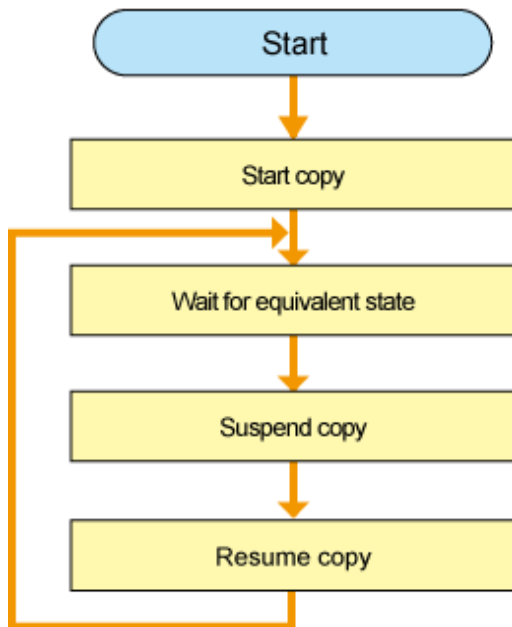 Start
Start copy
Wait for equivalent state
Suspend copy
Resume copy